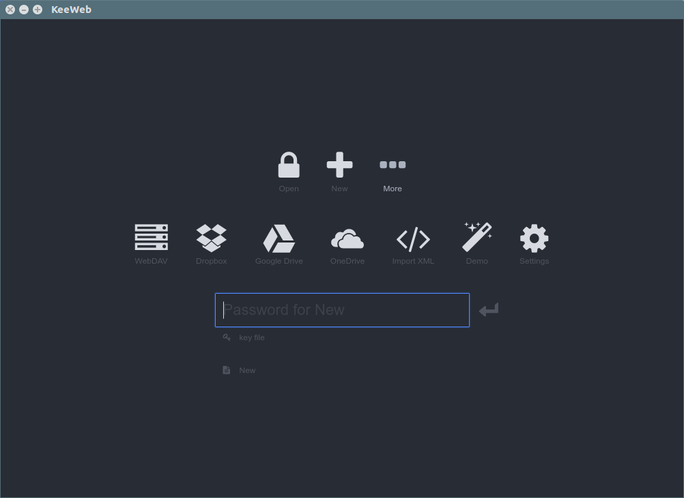 KeeWeb
Open New More
WebDAV Dropbox Google Drive OneDrive Import XML Demo Settings
Password for New
key file
New